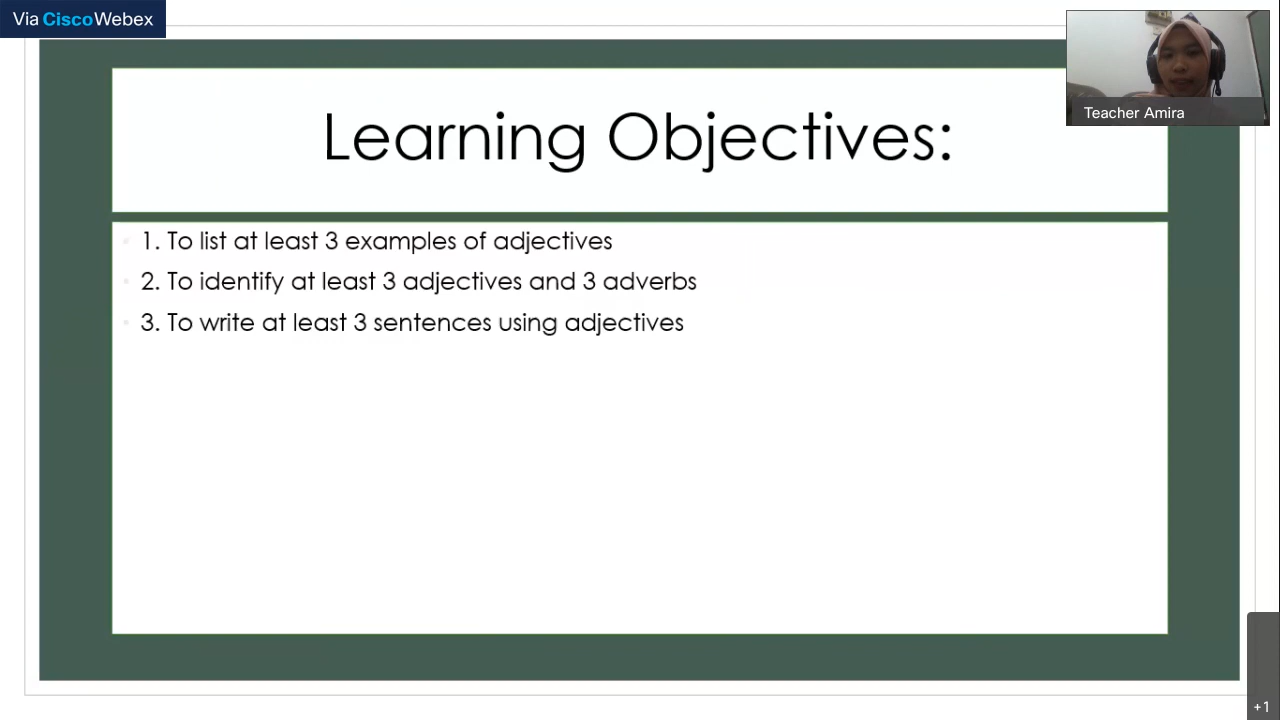 Via CiscoWebex
Teacher Amira
Learning Objectives:
1. To list at least 3 examples of adjectives
2. To identify at least 3 adjectives and 3 adverbs
3. To write at least 3 sentences using adjectives
+1